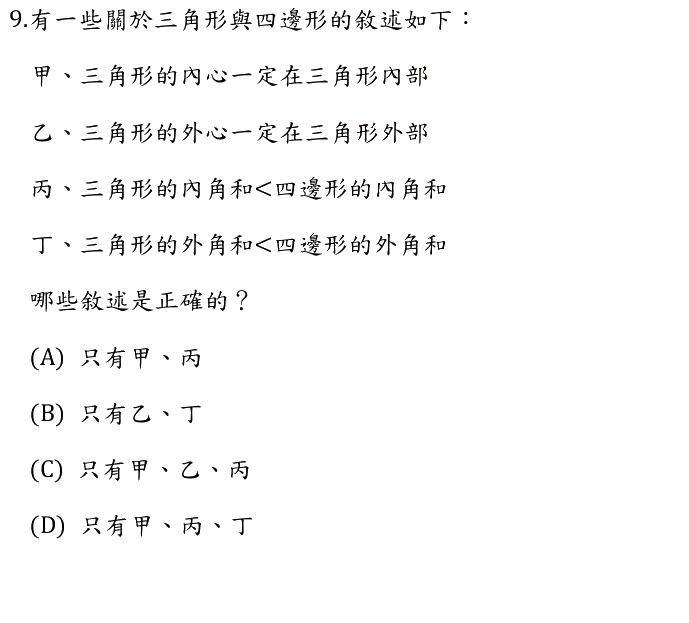 9.有一些關於三角形與四邊形的敘述如下：
甲、三角形的內心一定在三角形內部
乙、三角形的外心一定在三角形外部
丙、三角形的內角和<四邊形的內角和
丁、三角形的外角和<四邊形的外角和
哪些敘述是正確的？
(A) 只有甲、丙
(B) 只有乙、丁
(C) 只有甲、乙、丙
(D) 只有甲、丙、丁